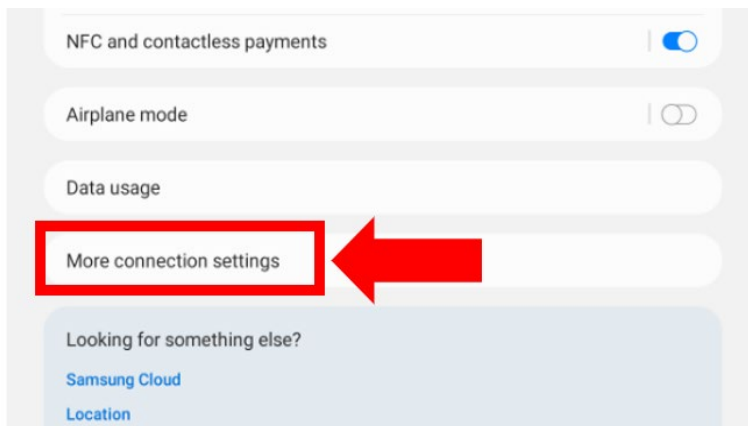 NFC and contactless payments
Airplane mode
Data usage
More connection settings
Looking for something else?
Samsung Cloud
Location